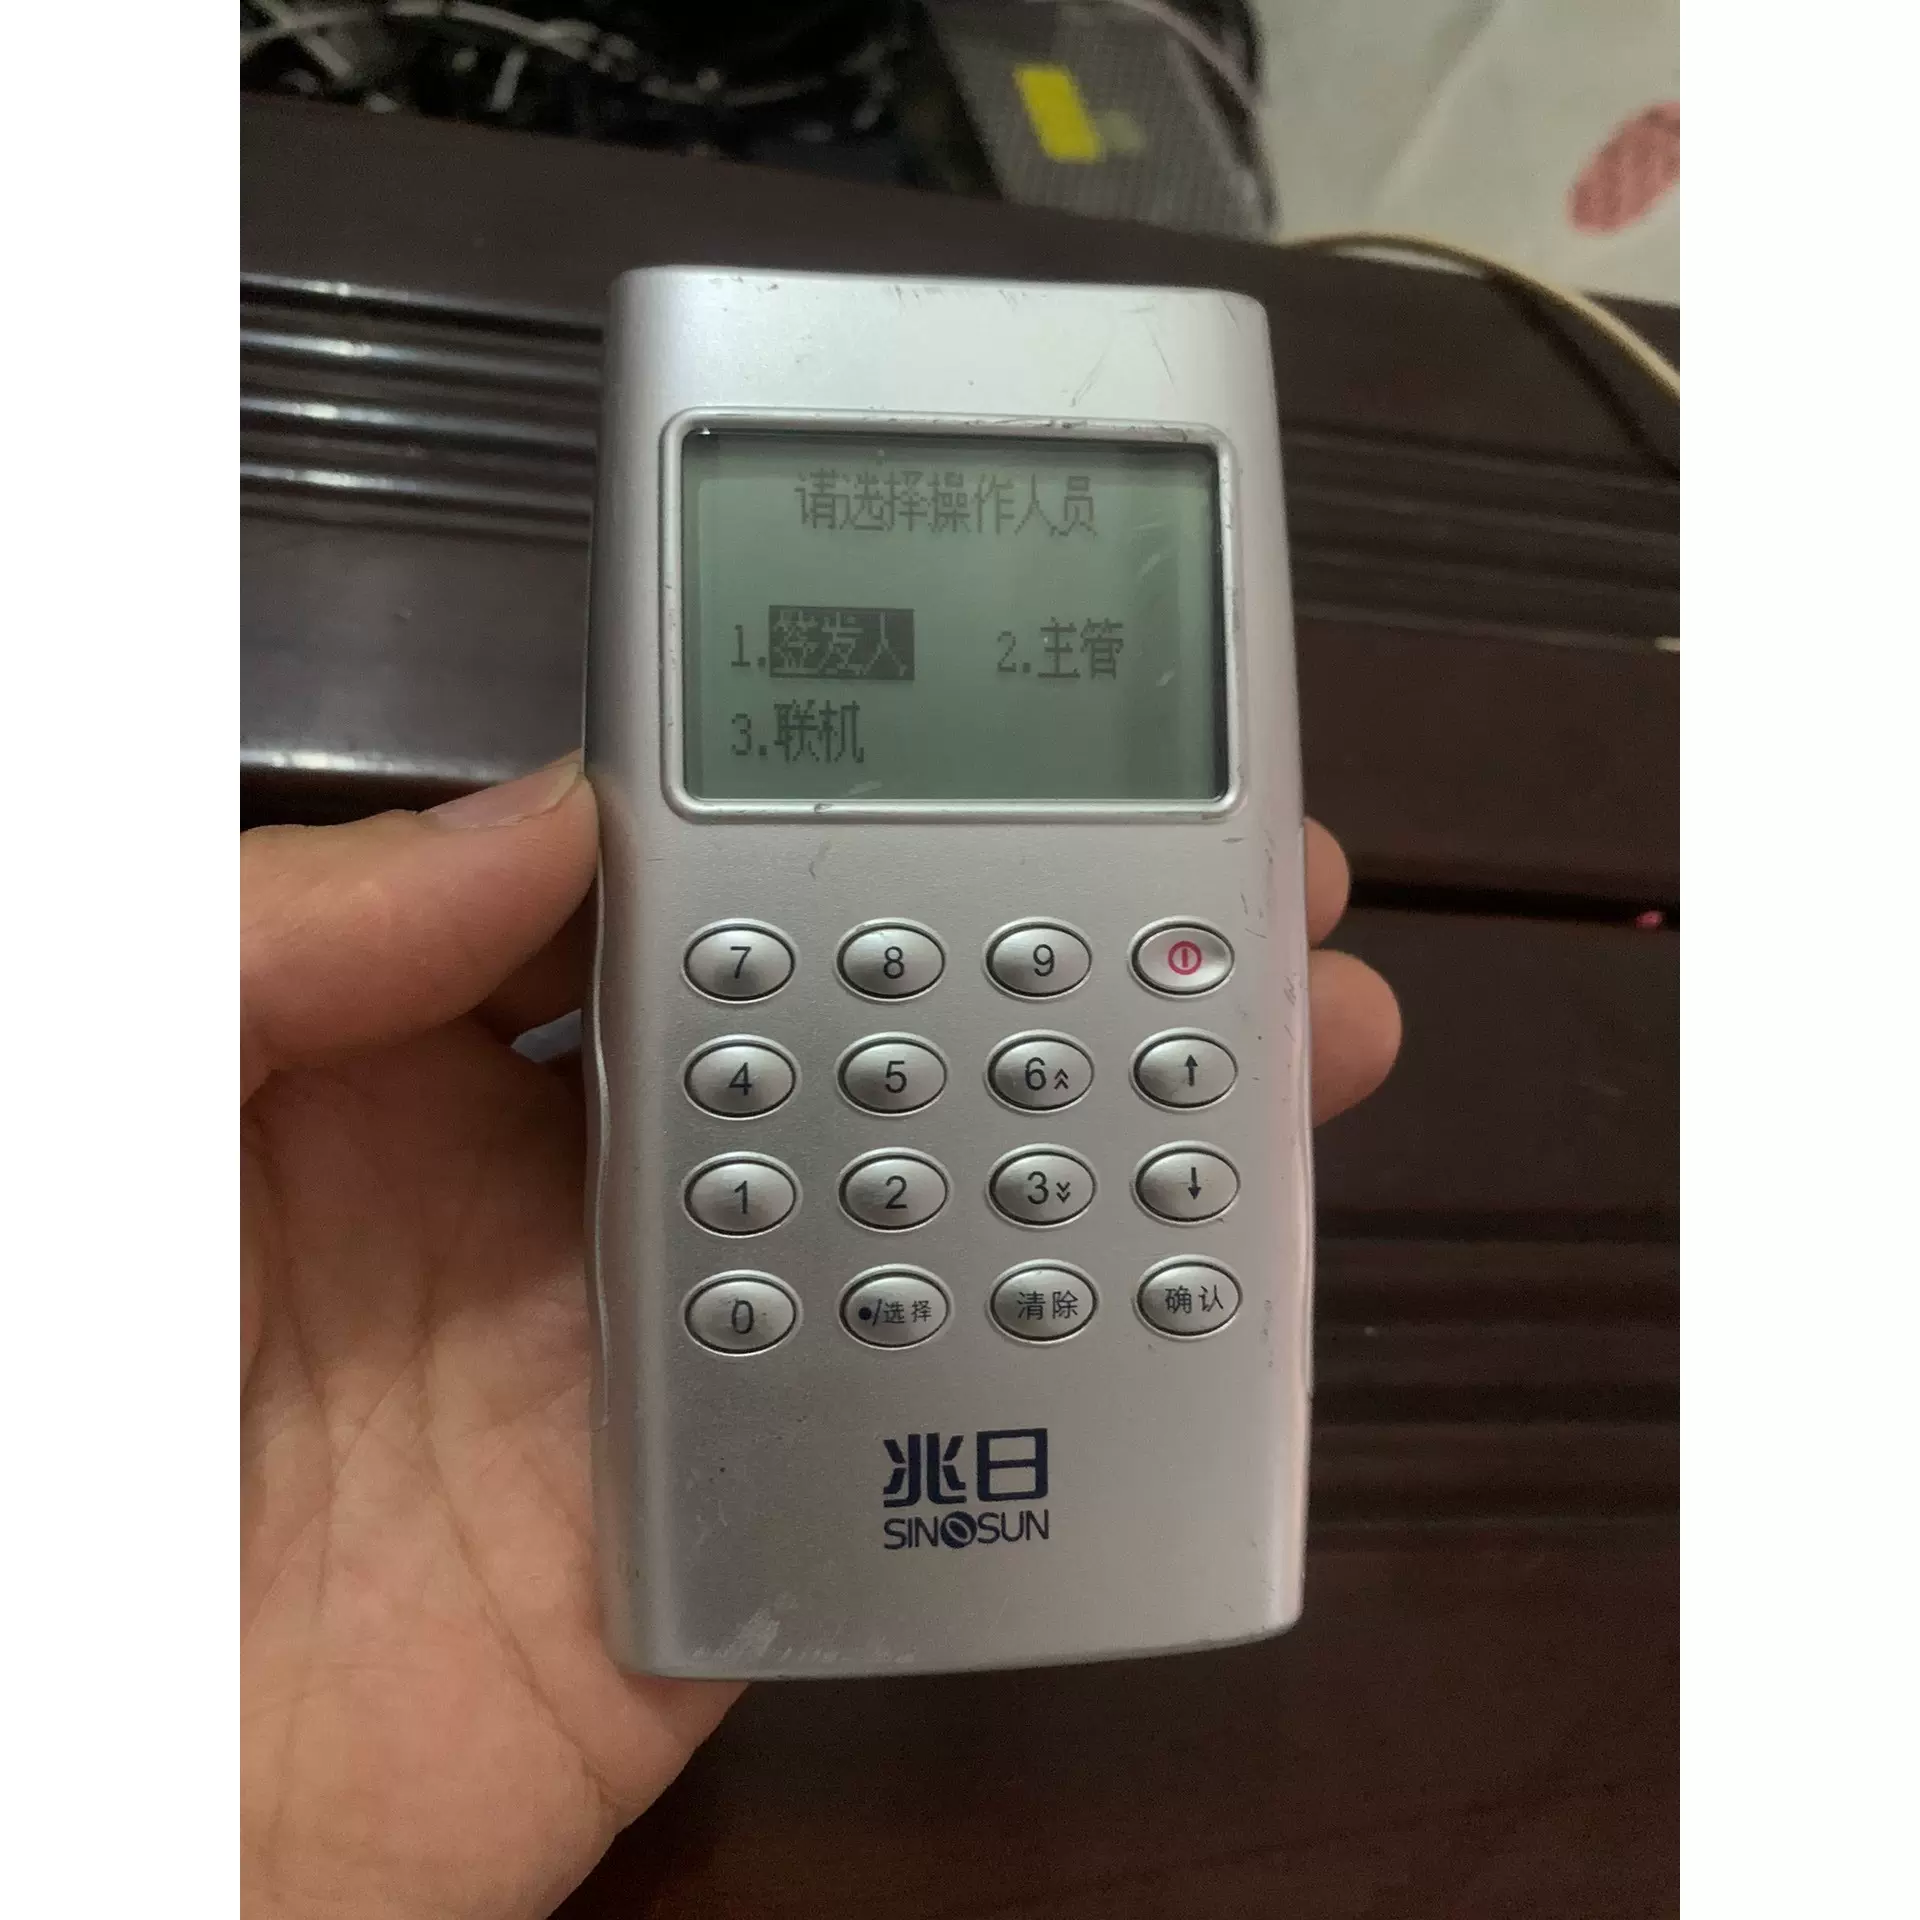 请选择操作人员
1.签发人 2.主管
3.联机
7 8 9
4 5 6 ↑
1 2 3 ↓
0 •/选择 清除 确认
兆日
SINOSUN